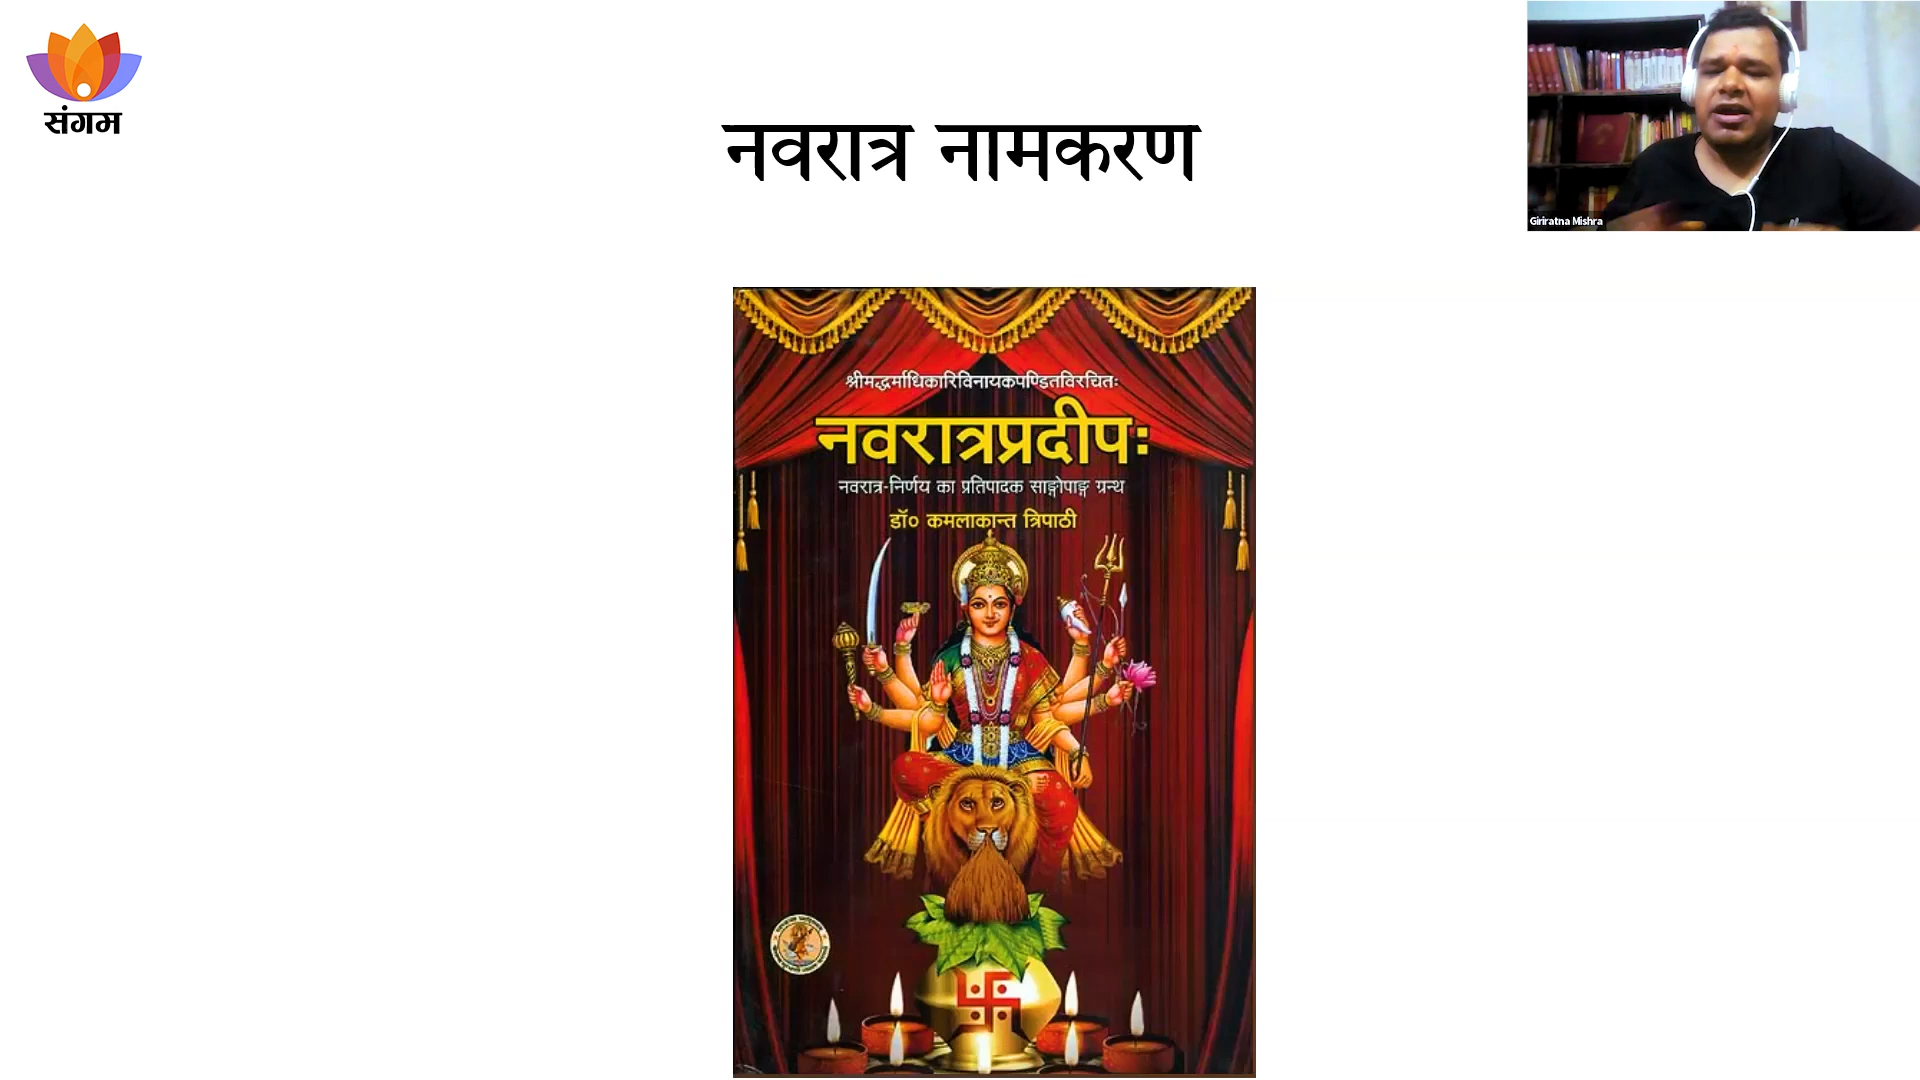 संगम
नवरात्र नामकरण
Giriratna Mishra
श्रीमद्धर्माधिकारिविनायकपण्डितविरचितः
नवरात्रप्रदीपः
नवरात्र-निर्णय का प्रतिपादक साङ्गोपाङ्ग ग्रन्थ
डॉ० कमलाकान्त त्रिपाठी